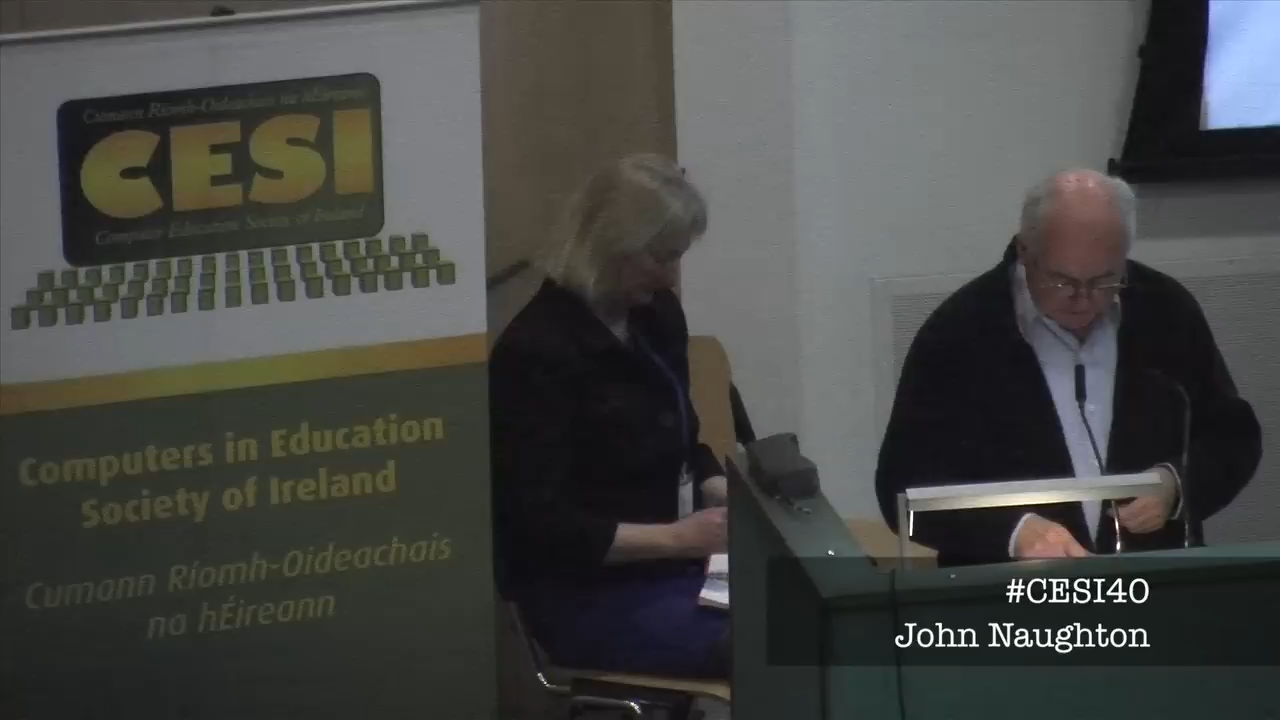 Cumann Ríomh-Oideachais na hÉireann
CESI
Computer Education Society of Ireland
Computers in Education
Society of Ireland
Cumann Ríomh-Oideachais
na hÉireann
#CESI40
John Naughton